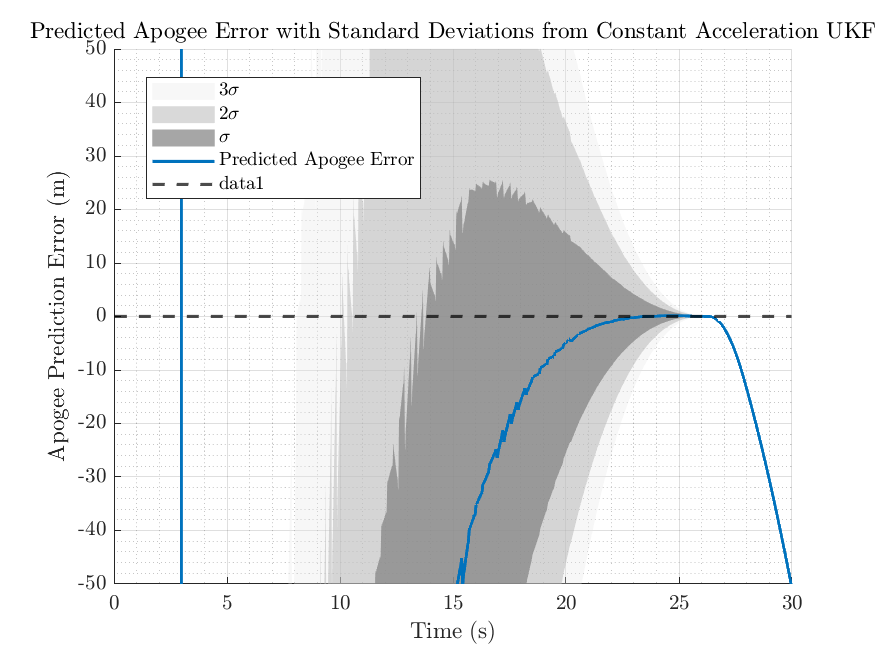 Predicted Apogee Error with Standard Deviations from Constant Acceleration UKF
50
40
30
20
10
0
-10
-20
-30
-40
-50
Apogee Prediction Error (m)
3σ
2σ
σ
Predicted Apogee Error
data1
0 5 10 15 20 25 30
Time (s)